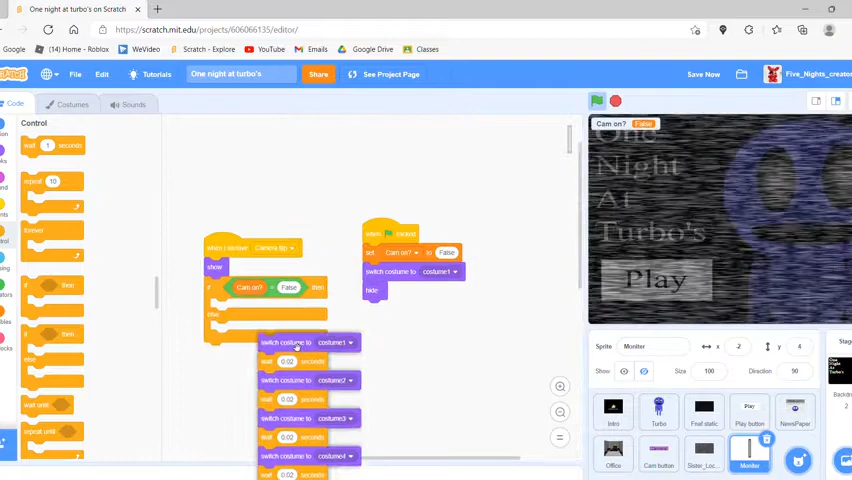 One night at turbo's on Scratch
https://scratch.mit.edu/projects/606066135/editor/
Google
(14) Home - Roblox
WeVideo
Scratch - Explore
YouTube
Emails
Google Drive
Classes
File
Edit
Tutorials
One night at turbo's
Share
See Project Page
Save Now
Five_Nights_creator
Code
Costumes
Sounds
Control
wait 1 seconds
repeat 10
forever
if then
if then
else
wait until
repeat until
when I receive Camera flip
show
if Cam on? = False then
else
switch costume to costume1
wait 0.02 seconds
switch costume to costume2
wait 0.02 seconds
switch costume to costume3
wait 0.02 seconds
switch costume to costume4
wait 0.02 seconds
when clicked
set Cam on? to False
switch costume to costume1
hide
Cam on? False
One
Night
At
Turbo's
Play
Sprite Moniter x -2 y 4
Show Size 100 Direction 90
Intro
Turbo
Fnaf static
Play button
NewsPaper
Office
Cam button
Sister_Loc...
Moniter
Stage
2